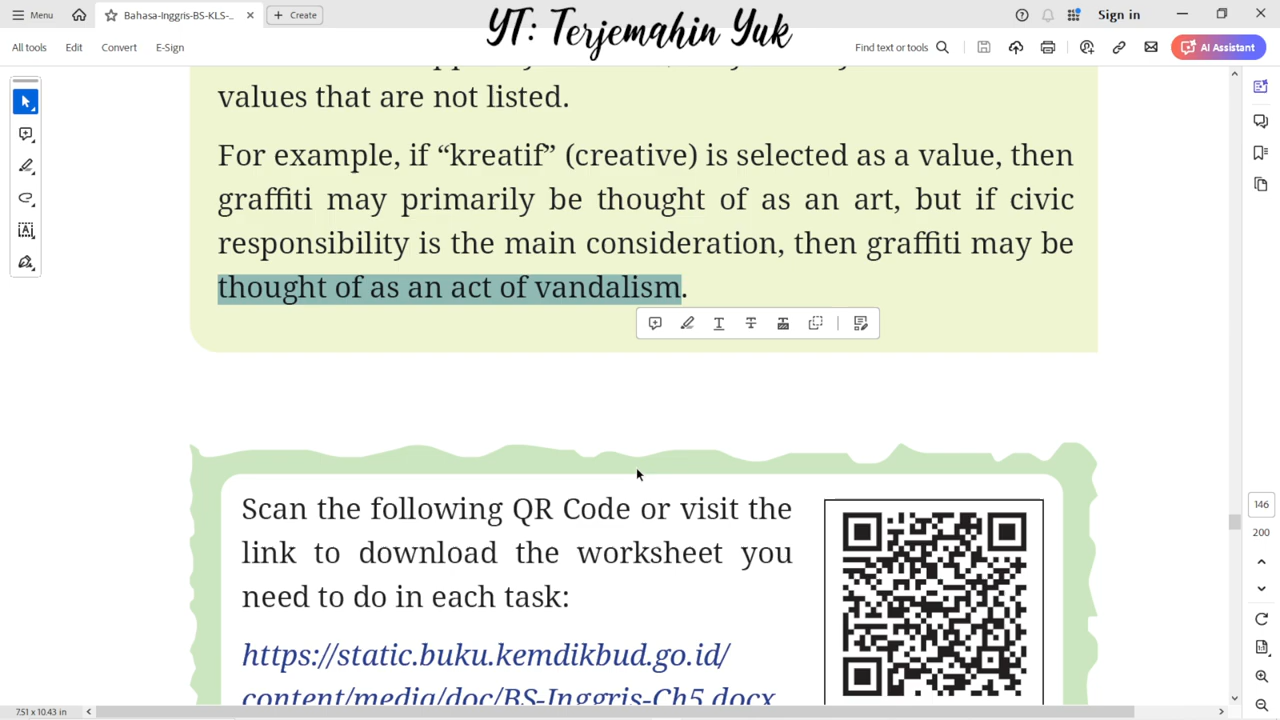 Menu
Bahasa-Inggris-BS-KLS-...
Create
YT: Terjemahin Yuk
Sign in
All tools
Edit
Convert
E-Sign
Find text or tools
AI Assistant
values that are not listed.
For example, if “kreatif” (creative) is selected as a value, then
graffiti may primarily be thought of as an art, but if civic
responsibility is the main consideration, then graffiti may be
thought of as an act of vandalism.
Scan the following QR Code or visit the
link to download the worksheet you
need to do in each task:
https://static.buku.kemdikbud.go.id/
content/media/doc/BS-Inggris-Ch5.docx
146
200
7.51 x 10.43 in